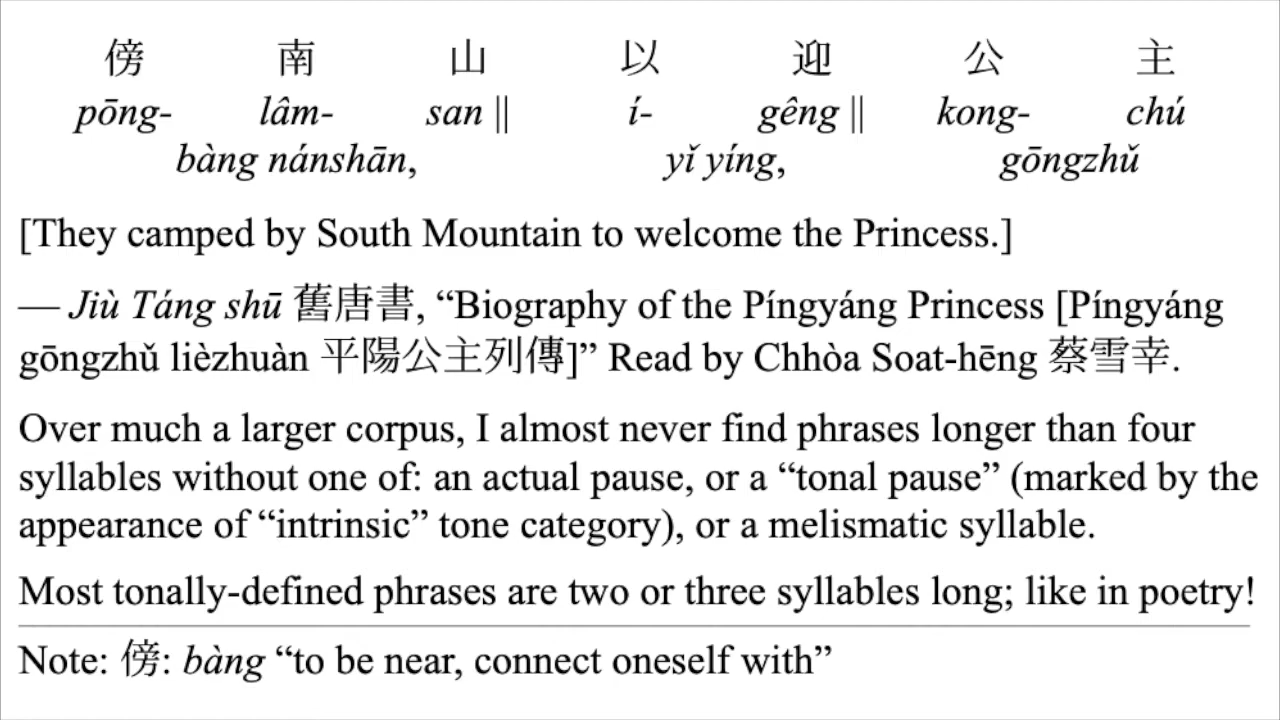 傍 南 山 以 迎 公 主
pōng- lâm- san ‖ í- gêng ‖ kong- chú
bàng nánshān, yǐ yíng, gōngzhǔ
[They camped by South Mountain to welcome the Princess.]
— Jiù Táng shū 舊唐書, “Biography of the Píngyáng Princess [Píngyáng
gōngzhǔ lièzhuàn 平陽公主列傳]” Read by Chhòa Soat-hēng 蔡雪幸.
Over much a larger corpus, I almost never find phrases longer than four
syllables without one of: an actual pause, or a “tonal pause” (marked by the
appearance of “intrinsic” tone category), or a melismatic syllable.
Most tonally-defined phrases are two or three syllables long; like in poetry!
Note: 傍: bàng “to be near, connect oneself with”